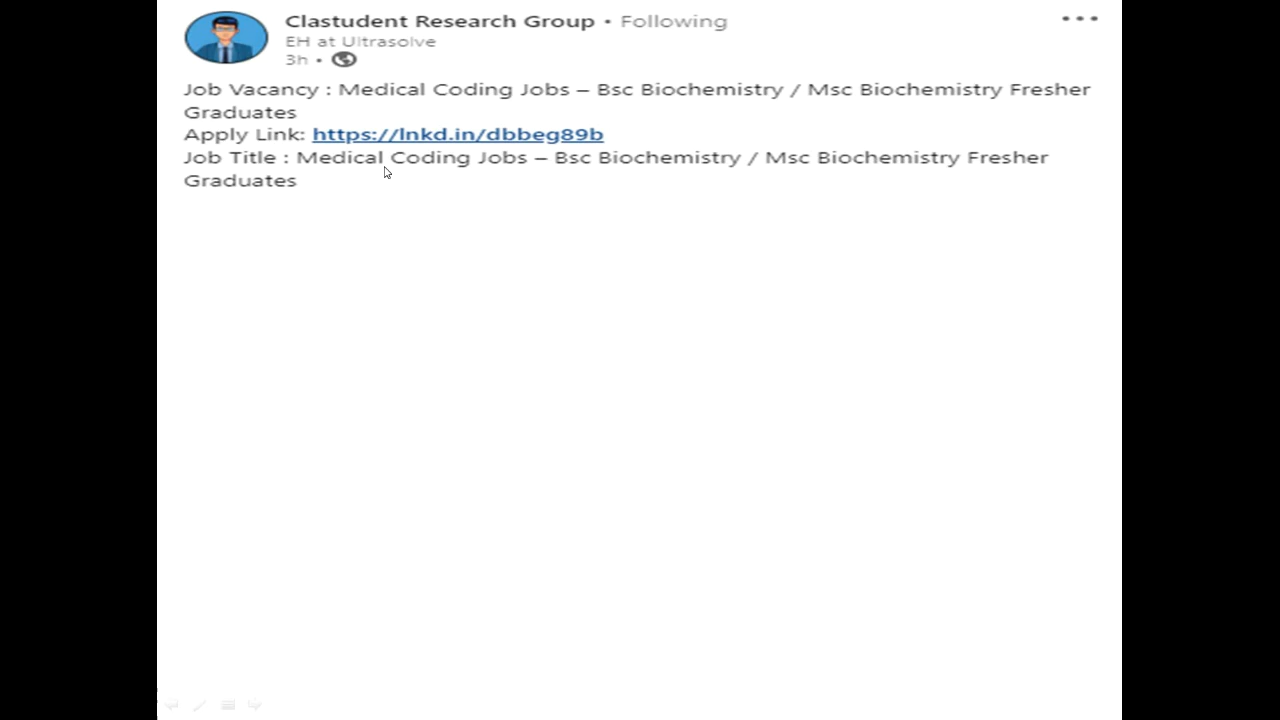 Clastudent Research Group • Following
EH at Ultrasolve
3h •
Job Vacancy : Medical Coding Jobs – Bsc Biochemistry / Msc Biochemistry Fresher
Graduates
Apply Link: https://lnkd.in/dbbeg89b
Job Title : Medical Coding Jobs – Bsc Biochemistry / Msc Biochemistry Fresher
Graduates